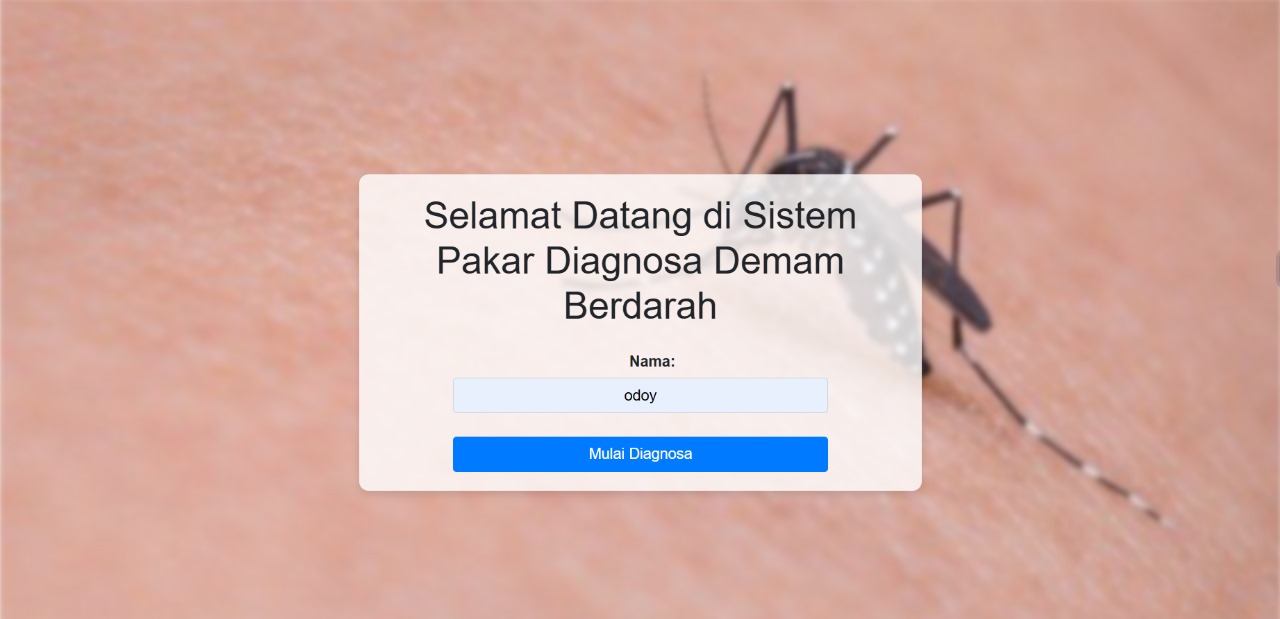 Selamat Datang di Sistem
Pakar Diagnosa Demam
Berdarah
Nama:
odoy
Mulai Diagnosa